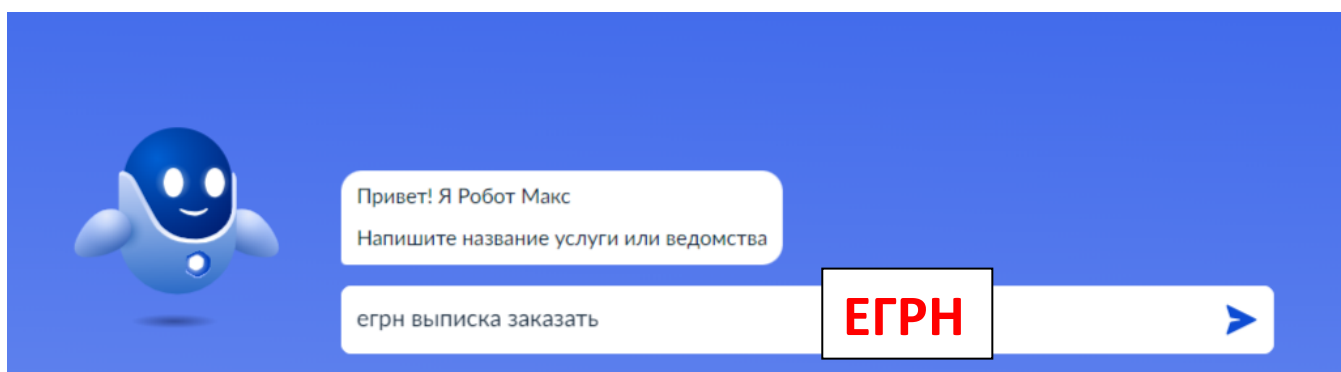 Привет! Я Робот Макс
Напишите название услуги или ведомства
егрн выписка заказать
ЕГРН